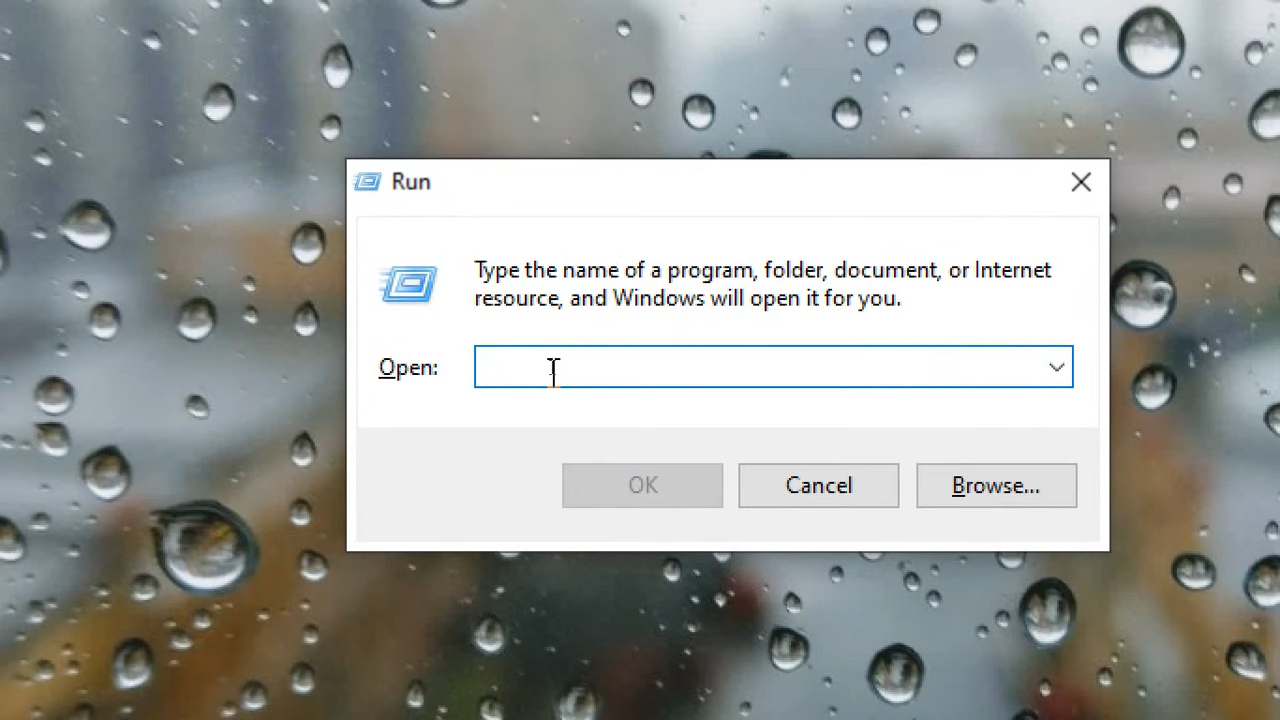 Run
Type the name of a program, folder, document, or Internet
resource, and Windows will open it for you.
Open:
OK
Cancel
Browse...